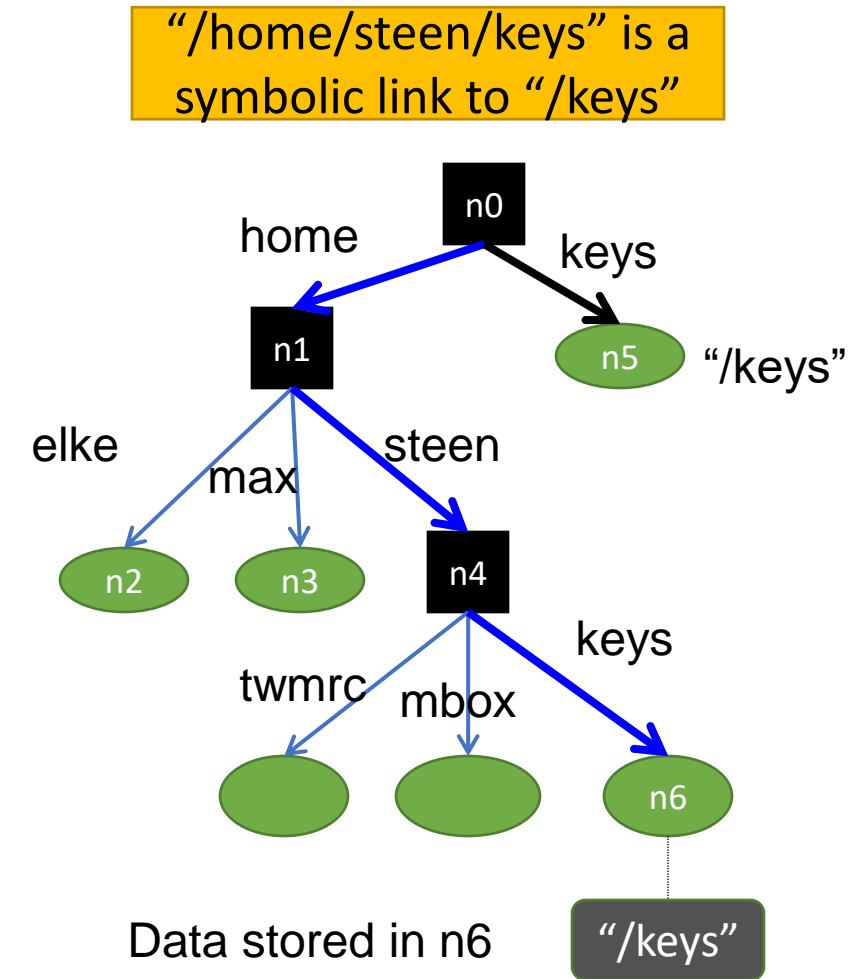 “/home/steen/keys” is a
symbolic link to “/keys”
n0
home
keys
n1
n5
“/keys”
elke
steen
max
n2
n3
n4
keys
twmrc
mbox
n6
Data stored in n6
“/keys”